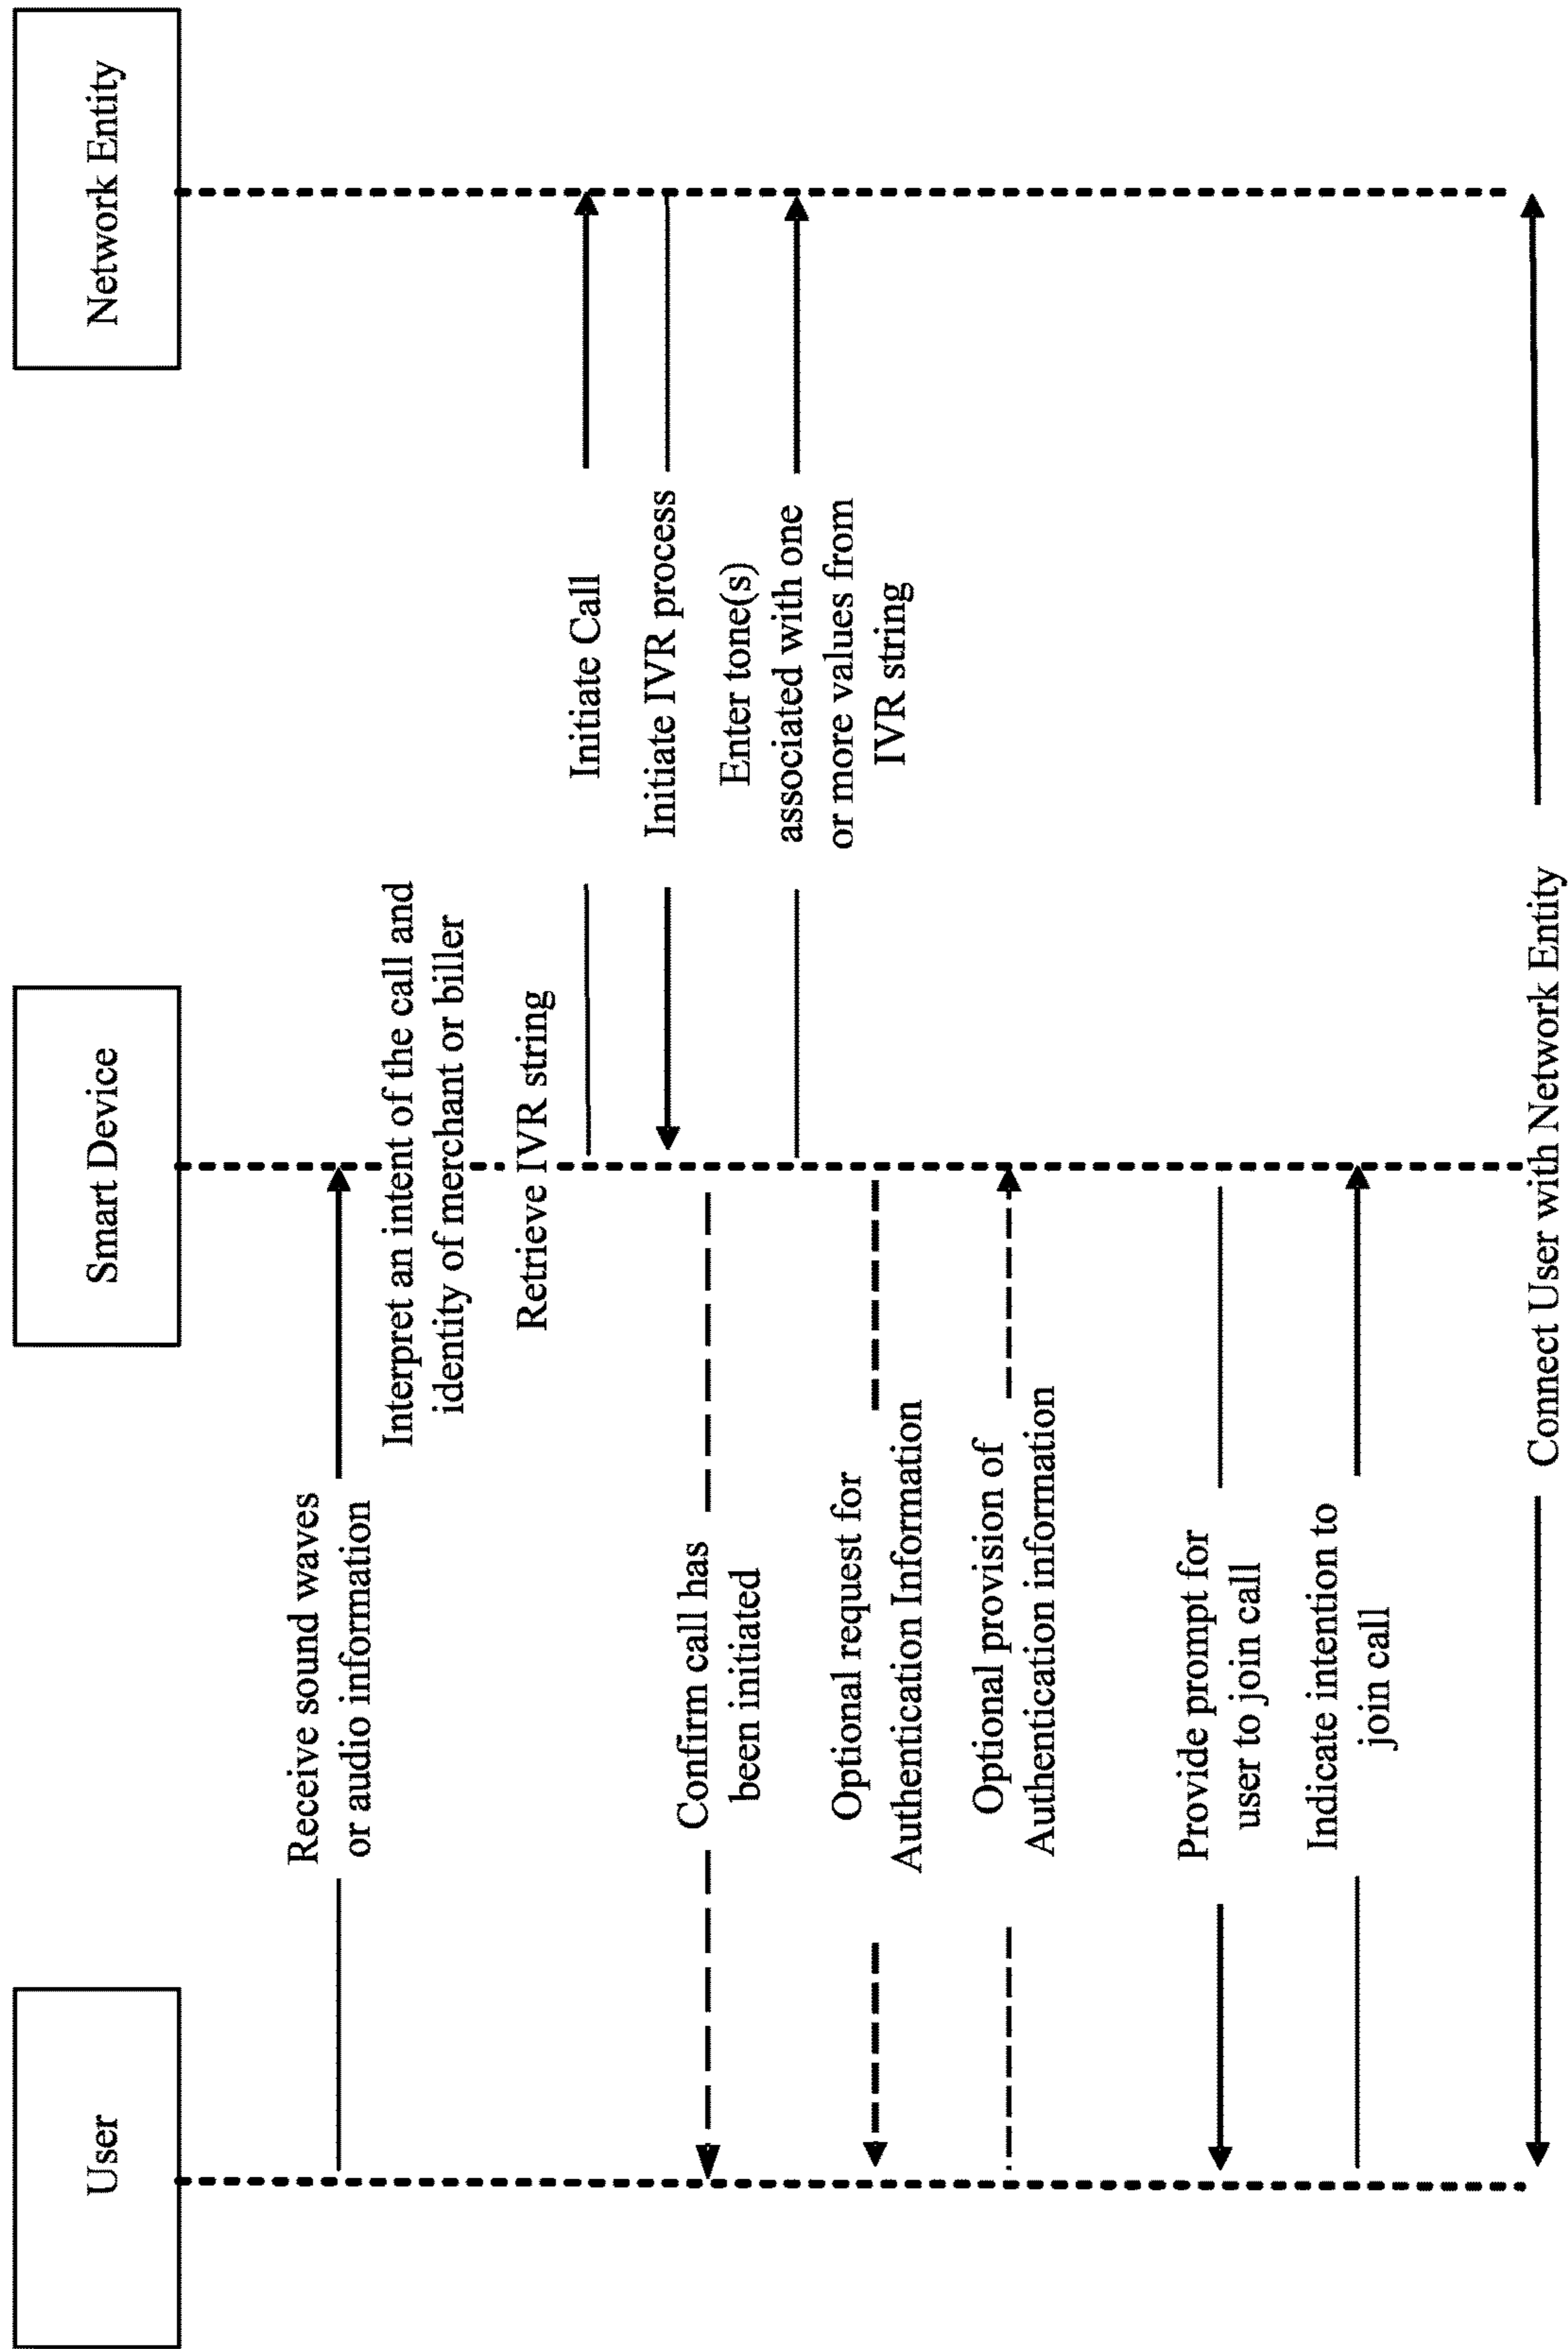 User
Smart Device
Network Entity
Receive sound waves
or audio information
Interpret an intent of the call and
identity of merchant or biller
Retrieve IVR string
Initiate Call
Initiate IVR process
Confirm call has
been initiated
Enter tone(s)
associated with one
or more values from
IVR string
Optional request for
Authentication Information
Optional provision of
Authentication information
Provide prompt for
user to join call
Indicate intention to
join call
Connect User with Network Entity